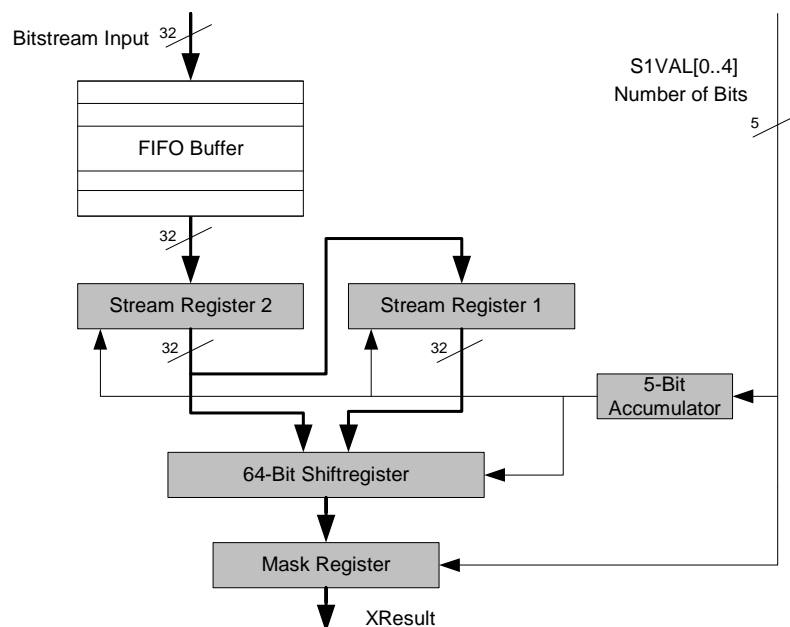 Bitstream Input
32
S1VAL[0..4]
Number of Bits
5
FIFO Buffer
32
Stream Register 2
Stream Register 1
32
32
5-Bit
Accumulator
64-Bit Shiftregister
Mask Register
XResult